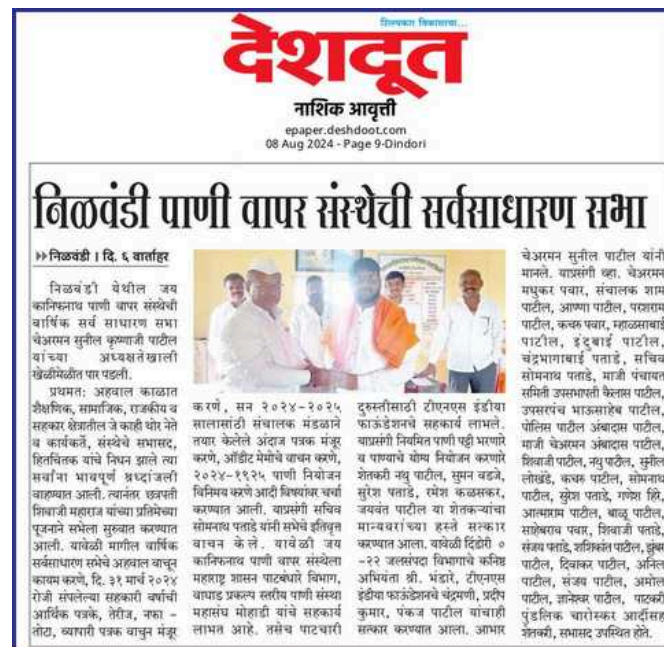 शिल्पकार विकासाचा...
देशदूत
नाशिक आवृत्ती
epaper.deshdoot.com
08 Aug 2024 - Page 9-Dindori
निळवंडी पाणी वापर संस्थेची सर्वसाधारण सभा
▸▸निळवंडी । दि. ६ वार्ताहर
निळवंडी येथील जय
कानिफनाथ पाणी वापर संस्थेची
वार्षिक सर्व साधारण सभा
चेअरमन सुनील कृष्णाजी पाटील
यांच्या अध्यक्षतेखाली
खेळीमेळीत पार पडली.
प्रथमतः अहवाल काळात
शैक्षणिक, सामाजिक, राजकीय व
सहकार क्षेत्रातील जे काही थोर नेते
व कार्यकर्ते, संस्थेचे सभासद,
हितचिंतक यांचे निधन झाले त्या
सर्वांना भावपूर्ण श्रध्दांजली
वाहण्यात आली. त्यानंतर छत्रपती
शिवाजी महाराज यांच्या प्रतिमेच्या
पूजनाने सभेला सुरुवात करण्यात
आली. यावेळी मागील वार्षिक
सर्वसाधारण सभेचे अहवाल वाचून
कायम करणे, दि. ३१ मार्च २०२४
रोजी संपलेल्या सहकारी वर्षाची
आर्थिक पत्रके, तेरीज, नफा -
तोटा, व्यापारी पत्रक वाचुन मंजूर
करणे, सन २०२४-२०२५
सालासांठी संचालक मंडळाने
तयार केलेले अंदाज पत्रक मंजूर
करणे, ऑडीट मेमोचे वाचन करणे,
२०२४-१९२५ पाणी नियोजन
विनिमय करणे आदी विषयांवर चर्चा
करण्यात आली. याप्रसंगी सचिव
सोमनाथ पताडे यांनी सभेचे इतिवृत्त
वाचन केले. यावेळी जय
कानिफनाथ पाणी वापर संस्थेला
महाराष्ट्र शासन पाटबंधारे विभाग,
वाघाड प्रकल्प स्तरीय पाणी संस्था
महासंघ मोहाडी यांचे सहकार्य
लाभत आहे. तसेच पाटचारी
दुरुस्तीसाठी टीएनएस इंडीया
फाऊंडेशनचे सहकार्य लाभले.
याप्रसंगी नियमित पाणी पट्टी भरणारे
व पाण्याचे योग्य नियोजन करणारे
शेतकरी नथु पाटील, सुमन वडजे,
सुरेश पताडे, रमेश कळसकर,
जयवंत पाटील या शेतकऱ्यांचा
मान्यवरांच्या हस्ते सत्कार
करण्यात आला. यावेळी दिंडोरी ०
-२२ जलसंपदा विभागाचे कनिष्ठ
अभियंता श्री. भंडारे, टीएनएस
इंडीया फाऊंडेशनचे चंद्रमणी, प्रदीप
कुमार, पंकज पाटील यांचाही
सत्कार करण्यात आला. आभार
चेअरमन सुनील पाटील यांनी
मानले. याप्रसंगी व्हा. चेअरमन
मधुकर पवार, संचालक शाम
पाटील, आण्णा पाटील, परशराम
पाटील, कचरु पवार, म्हाळसाबाई
पाटील, इंदुबाई पाटील,
चंद्रभागाबाई पताडे, सचिव
सोमनाथ पताडे, माजी पंचायत
समिती उपसभापती कैलास पाटील,
उपसरपंच भाऊसाहेब पाटील,
पोलिस पाटील अंबादास पाटील,
माजी चेअरमन अंबादास पाटील,
शिवाजी पाटील, नथु पाटील, सुनील
लोखंडे, कचरु पाटील, सोमनाथ
पाटील, सुरेश पताडे, गणेश हिरे,
आत्माराम पाटील, बाळू पाटील,
साहेबराव पवार, शिवाजी पताडे,
संजय पताडे, शशिकांत पाटील, झुंबर
पाटील, दिवाकर पाटील, अनिल
पाटील, संजय पाटील, अमोल
पाटील, ज्ञानेश्वर पाटील, पाटकरी
पुंडलिक चारोस्कर आदींसह
शेतकरी, सभासद उपस्थित होते.